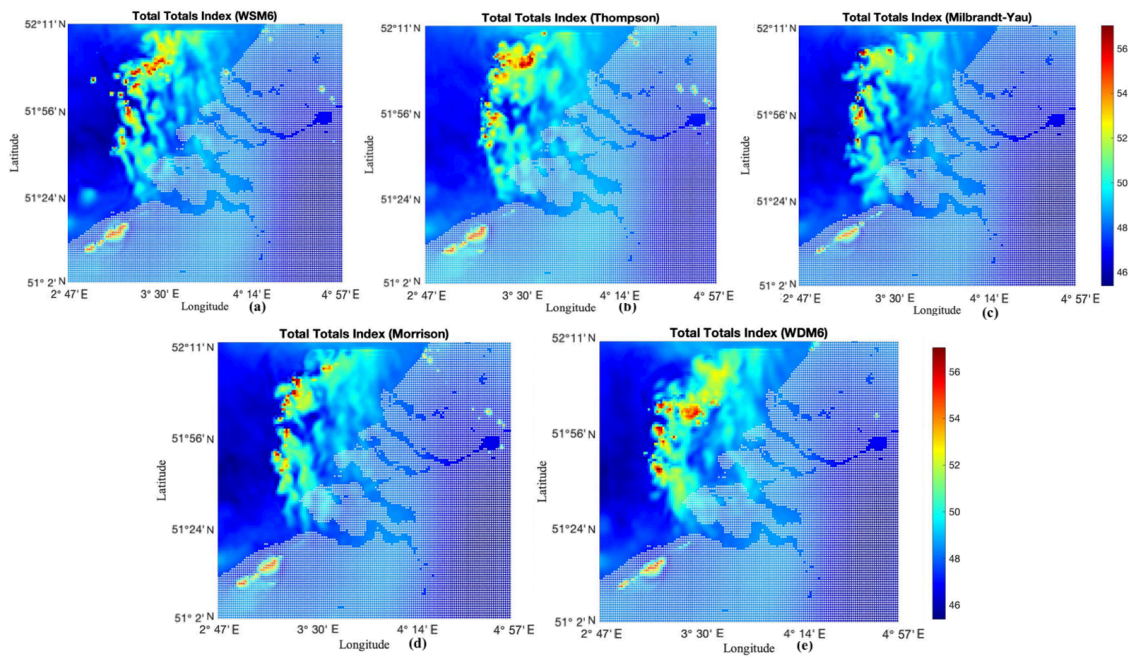 Total Totals Index (WSM6)
52° 11' N
51° 56' N
51° 24' N
51° 2' N
Latitude
2° 47' E
3° 30' E
4° 14' E
4° 57' E
Longitude
(a)
Total Totals Index (Thompson)
52° 11' N
51° 56' N
51° 24' N
51° 2' N
Latitude
2° 47' E
3° 30' E
4° 14' E
4° 57' E
Longitude
(b)
Total Totals Index (Milbrandt-Yau)
52° 11' N
51° 56' N
51° 24' N
51° 2' N
Latitude
2° 47' E
3° 30' E
4° 14' E
4° 57' E
Longitude
(c)
56
54
52
50
48
46
Total Totals Index (Morrison)
52° 11' N
51° 56' N
51° 24' N
51° 2' N
Latitude
2° 47' E
3° 30' E
4° 14' E
4° 57' E
Longitude
(d)
Total Totals Index (WDM6)
52° 11' N
51° 56' N
51° 24' N
51° 2' N
Latitude
2° 47' E
3° 30' E
4° 14' E
4° 57' E
Longitude
(e)
56
54
52
50
48
46